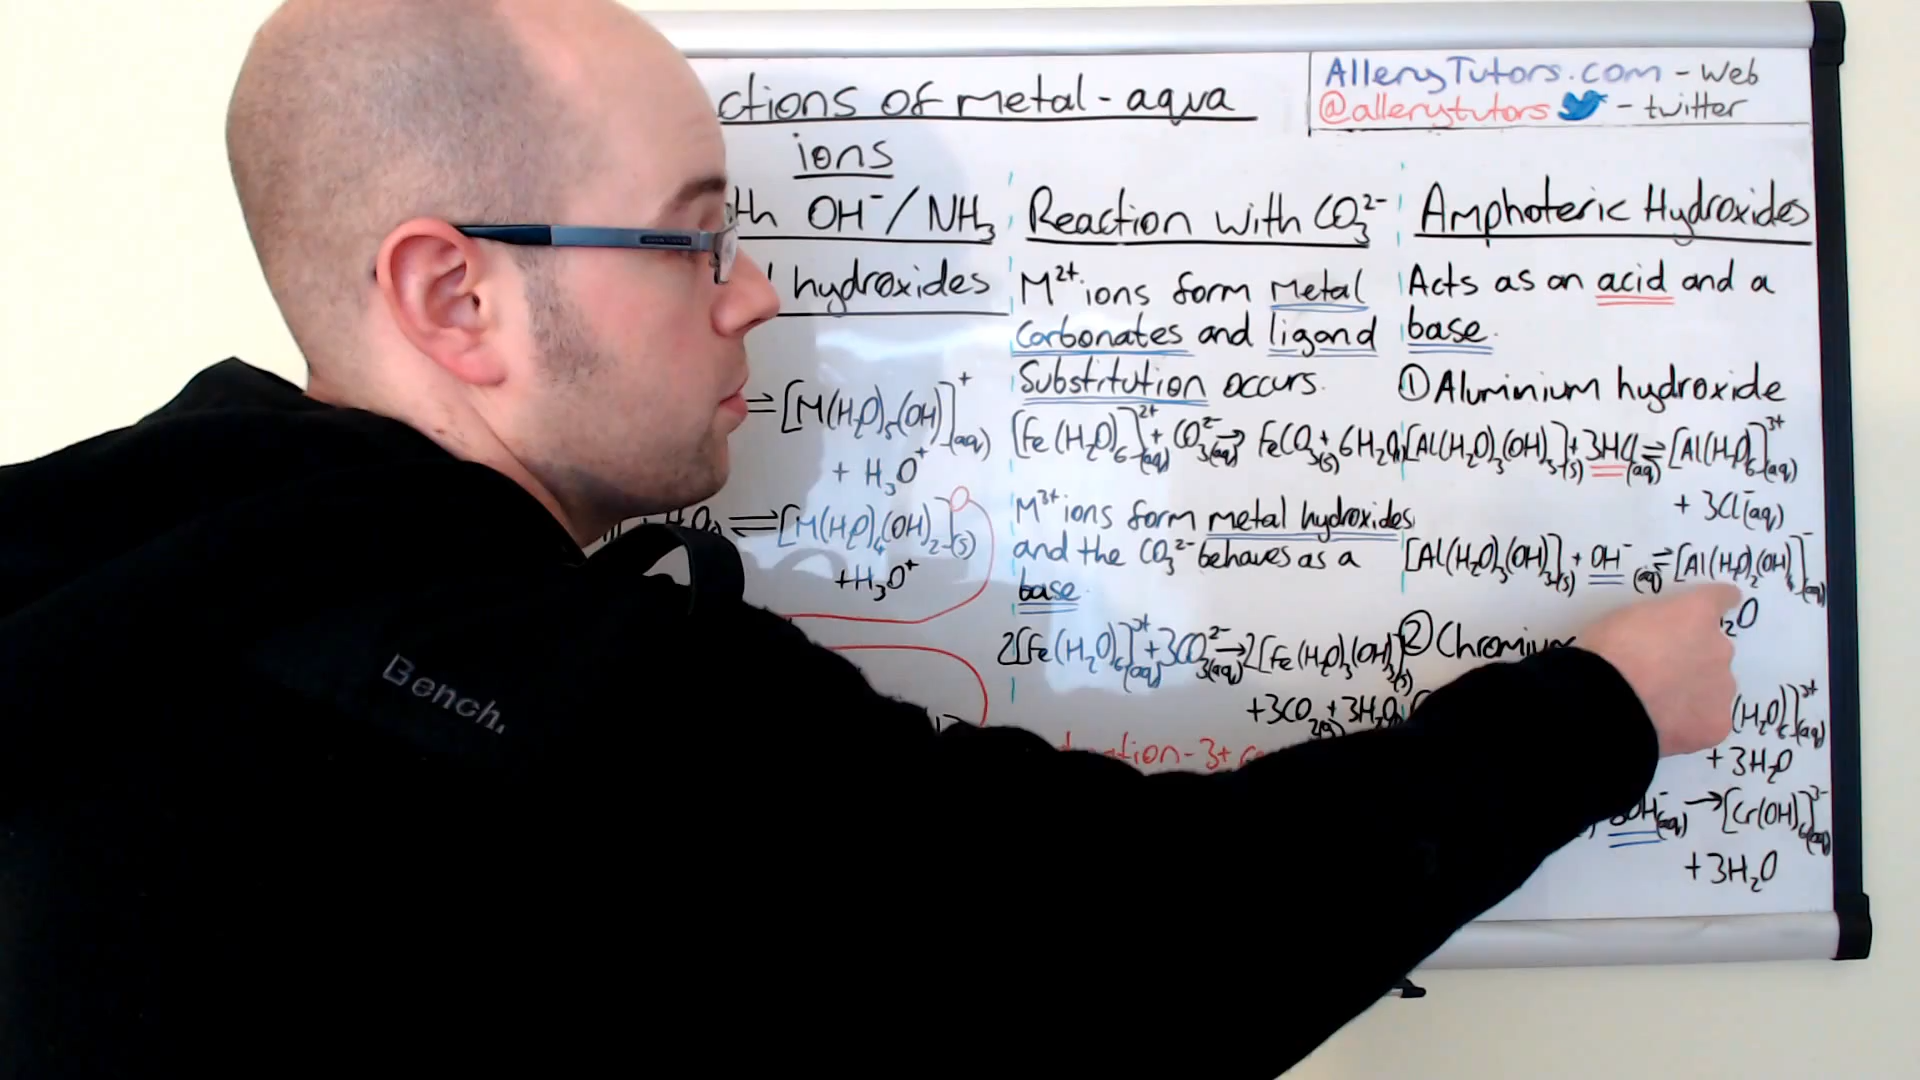 ctions of metal-aqua
ions
AlleryTutors.com - Web
@allerytutors - twitter
th OH⁻/NH₃
hydroxides
⇌[M(H₂O)₅(OH)]⁺(aq)
+ H₃O⁺
⇌[M(H₂O)₄(OH)₂](s)
+H₃O⁺
Reaction with CO₃²⁻
M²⁺ ions form metal
Carbonates and ligand
Substitution occurs.
[Fe(H₂O)₆]²⁺(aq) + CO₃²⁻(aq) → FeCO₃(s) + 6H₂O(l)
M³⁺ ions form metal hydroxides
and the CO₃²⁻ behaves as a
base.
2[Fe(H₂O)₆]³⁺(aq) + 3CO₃²⁻(aq) → 2[Fe(H₂O)₃(OH)₃](s)
+3CO₂(g) + 3H₂O
3+
Amphoteric Hydroxides
Acts as an acid and a
base.
① Aluminium hydroxide
[Al(H₂O)₃(OH)₃](s) + 3HCl(aq) ⇌ [Al(H₂O)₆]³⁺(aq)
+ 3Cl⁻(aq)
[Al(H₂O)₃(OH)₃](s) + OH⁻(aq) ⇌ [Al(H₂O)₂(OH)₄]⁻(aq)
₂O
② Chromium
(H₂O)₆]³⁺(aq)
+ 3H₂O
OH⁻(aq) → [Cr(OH)₆]³⁻(aq)
+ 3H₂O
Bench.